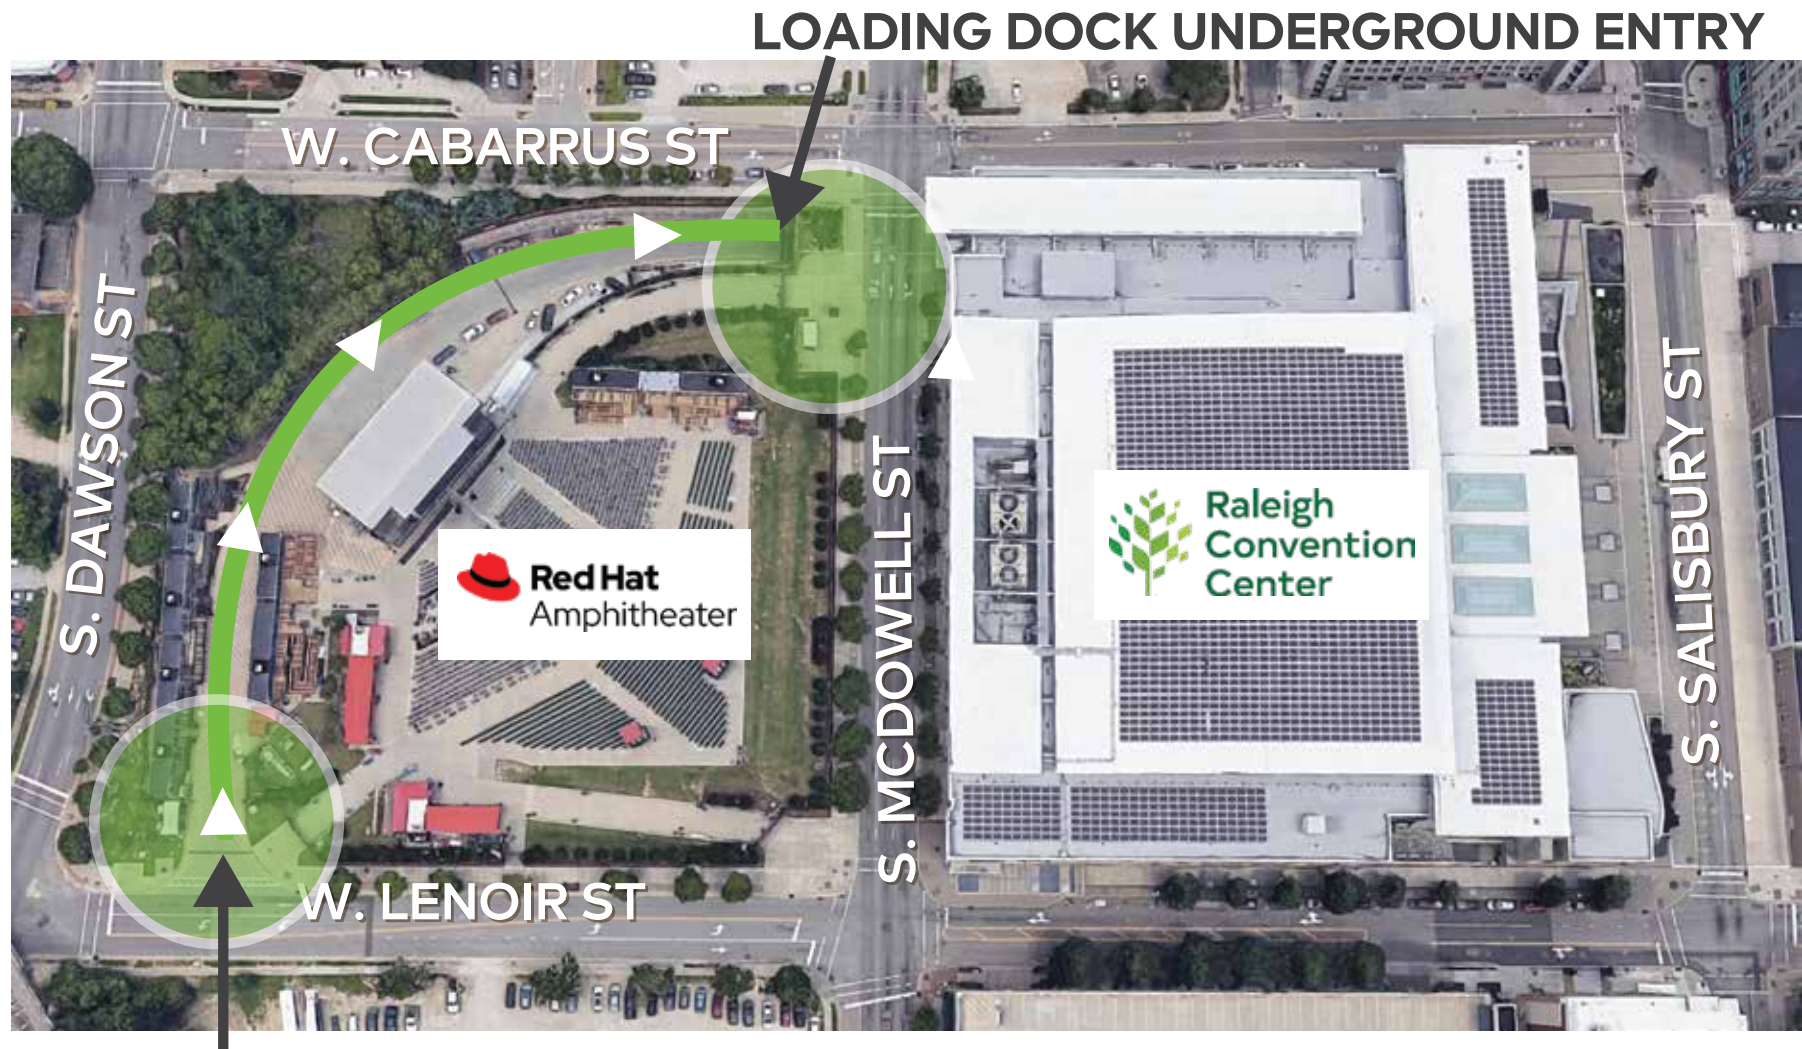 LOADING DOCK UNDERGROUND ENTRY
W. CABARRUS ST
S. DAWSON ST
S. MCDOWELL ST
S. SALISBURY ST
Red Hat
Amphitheater
Raleigh
Convention
Center
W. LENOIR ST